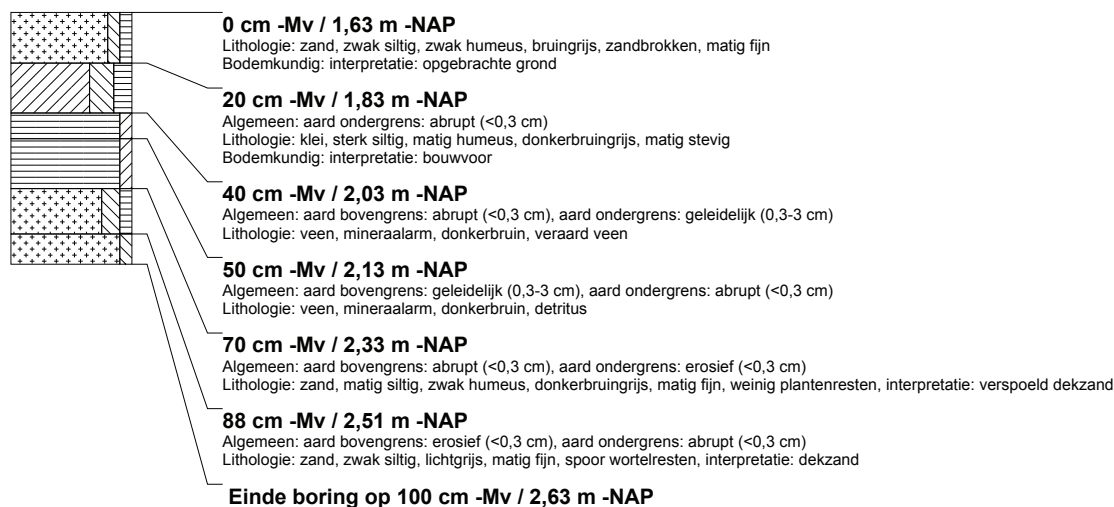 0 cm -Mv / 1,63 m -NAP
Lithologie: zand, zwak siltig, zwak humeus, bruingrijs, zandbrokken, matig fijn
Bodemkundig: interpretatie: opgebrachte grond
20 cm -Mv / 1,83 m -NAP
Algemeen: aard ondergrens: abrupt (<0,3 cm)
Lithologie: klei, sterk siltig, matig humeus, donkerbruingrijs, matig stevig
Bodemkundig: interpretatie: bouwvoor
40 cm -Mv / 2,03 m -NAP
Algemeen: aard bovengrens: abrupt (<0,3 cm), aard ondergrens: geleidelijk (0,3-3 cm)
Lithologie: veen, mineraalarm, donkerbruin, veraard veen
50 cm -Mv / 2,13 m -NAP
Algemeen: aard bovengrens: geleidelijk (0,3-3 cm), aard ondergrens: abrupt (<0,3 cm)
Lithologie: veen, mineraalarm, donkerbruin, detritus
70 cm -Mv / 2,33 m -NAP
Algemeen: aard bovengrens: abrupt (<0,3 cm), aard ondergrens: erosief (<0,3 cm)
Lithologie: zand, matig siltig, zwak humeus, donkerbruingrijs, matig fijn, weinig plantenresten, interpretatie: verspoeld dekzand
88 cm -Mv / 2,51 m -NAP
Algemeen: aard bovengrens: erosief (<0,3 cm), aard ondergrens: abrupt (<0,3 cm)
Lithologie: zand, zwak siltig, lichtgrijs, matig fijn, spoor wortelresten, interpretatie: dekzand
Einde boring op 100 cm -Mv / 2,63 m -NAP